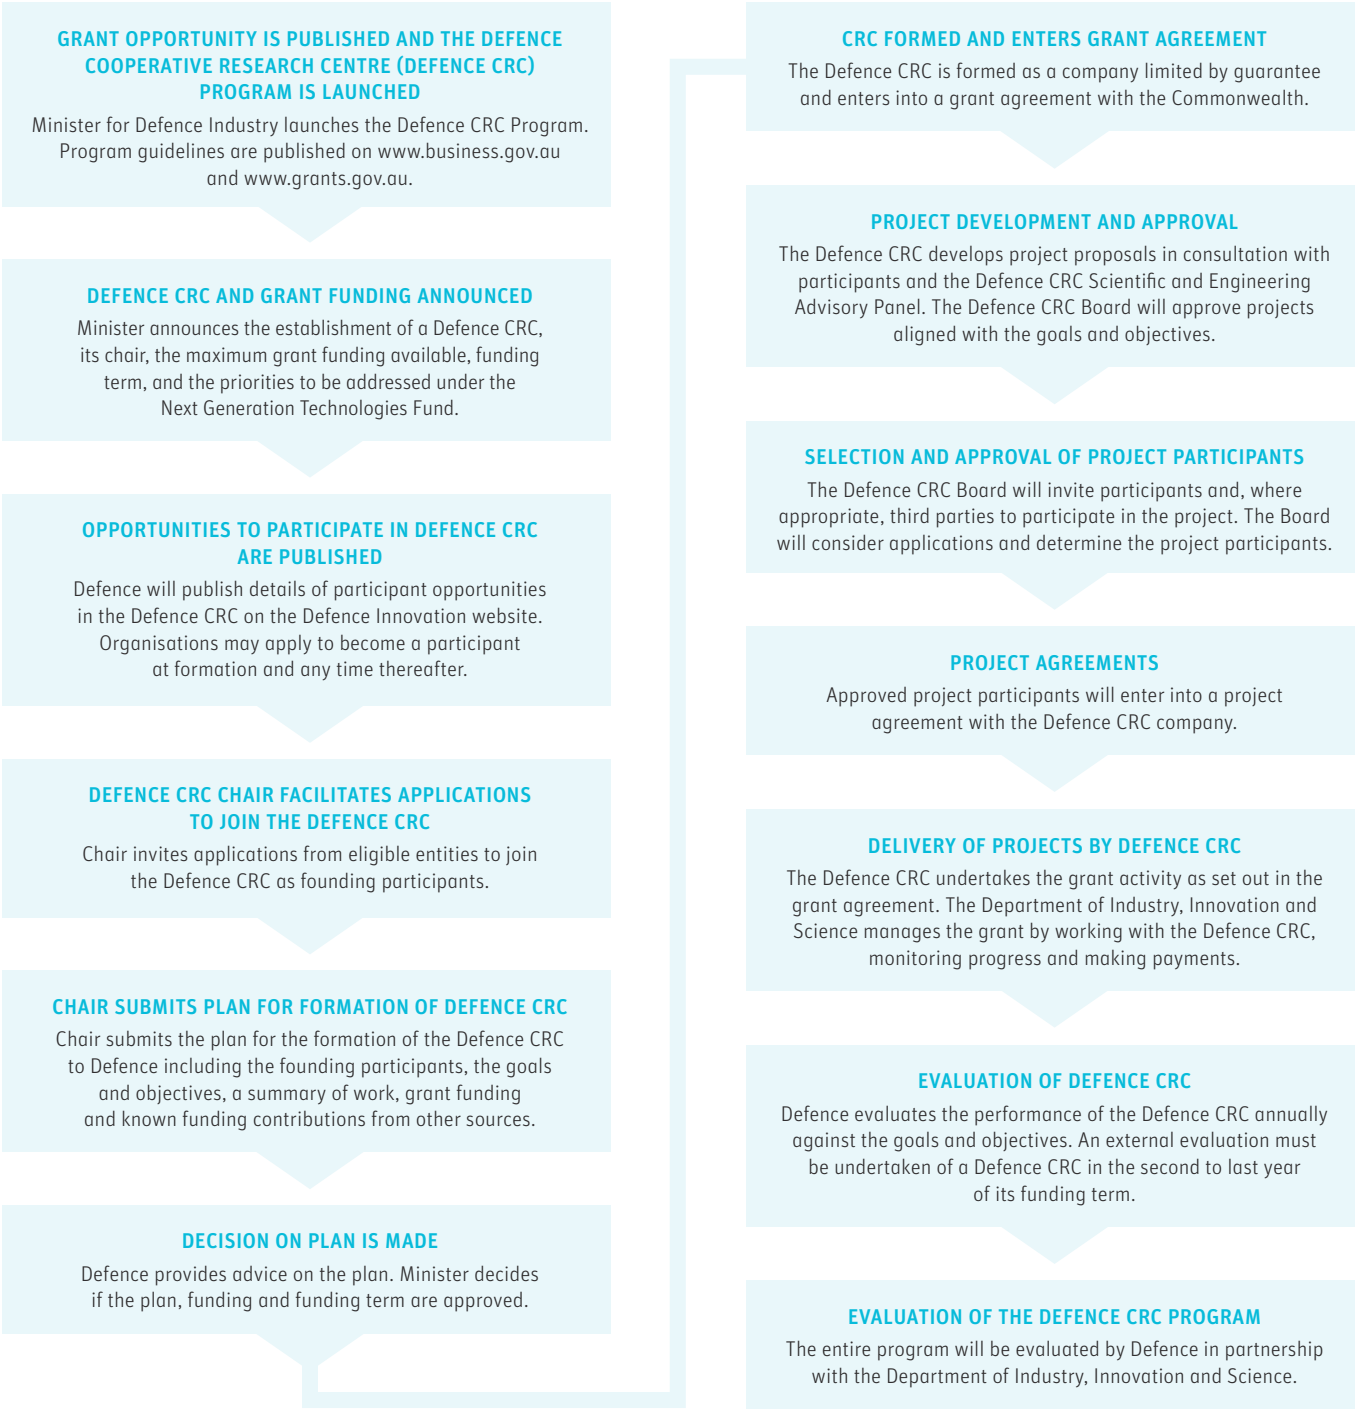 GRANT OPPORTUNITY IS PUBLISHED AND THE DEFENCE
COOPERATIVE RESEARCH CENTRE (DEFENCE CRC)
PROGRAM IS LAUNCHED
Minister for Defence Industry launches the Defence CRC Program.
Program guidelines are published on www.business.gov.au
and www.grants.gov.au.
DEFENCE CRC AND GRANT FUNDING ANNOUNCED
Minister announces the establishment of a Defence CRC,
its chair, the maximum grant funding available, funding
term, and the priorities to be addressed under the
Next Generation Technologies Fund.
OPPORTUNITIES TO PARTICIPATE IN DEFENCE CRC
ARE PUBLISHED
Defence will publish details of participant opportunities
in the Defence CRC on the Defence Innovation website.
Organisations may apply to become a participant
at formation and any time thereafter.
DEFENCE CRC CHAIR FACILITATES APPLICATIONS
TO JOIN THE DEFENCE CRC
Chair invites applications from eligible entities to join
the Defence CRC as founding participants.
CHAIR SUBMITS PLAN FOR FORMATION OF DEFENCE CRC
Chair submits the plan for the formation of the Defence CRC
to Defence including the founding participants, the goals
and objectives, a summary of work, grant funding
and known funding contributions from other sources.
DECISION ON PLAN IS MADE
Defence provides advice on the plan. Minister decides
if the plan, funding and funding term are approved.
CRC FORMED AND ENTERS GRANT AGREEMENT
The Defence CRC is formed as a company limited by guarantee
and enters into a grant agreement with the Commonwealth.
PROJECT DEVELOPMENT AND APPROVAL
The Defence CRC develops project proposals in consultation with
participants and the Defence CRC Scientific and Engineering
Advisory Panel. The Defence CRC Board will approve projects
aligned with the goals and objectives.
SELECTION AND APPROVAL OF PROJECT PARTICIPANTS
The Defence CRC Board will invite participants and, where
appropriate, third parties to participate in the project. The Board
will consider applications and determine the project participants.
PROJECT AGREEMENTS
Approved project participants will enter into a project
agreement with the Defence CRC company.
DELIVERY OF PROJECTS BY DEFENCE CRC
The Defence CRC undertakes the grant activity as set out in the
grant agreement. The Department of Industry, Innovation and
Science manages the grant by working with the Defence CRC,
monitoring progress and making payments.
EVALUATION OF DEFENCE CRC
Defence evaluates the performance of the Defence CRC annually
against the goals and objectives. An external evaluation must
be undertaken of a Defence CRC in the second to last year
of its funding term.
EVALUATION OF THE DEFENCE CRC PROGRAM
The entire program will be evaluated by Defence in partnership
with the Department of Industry, Innovation and Science.